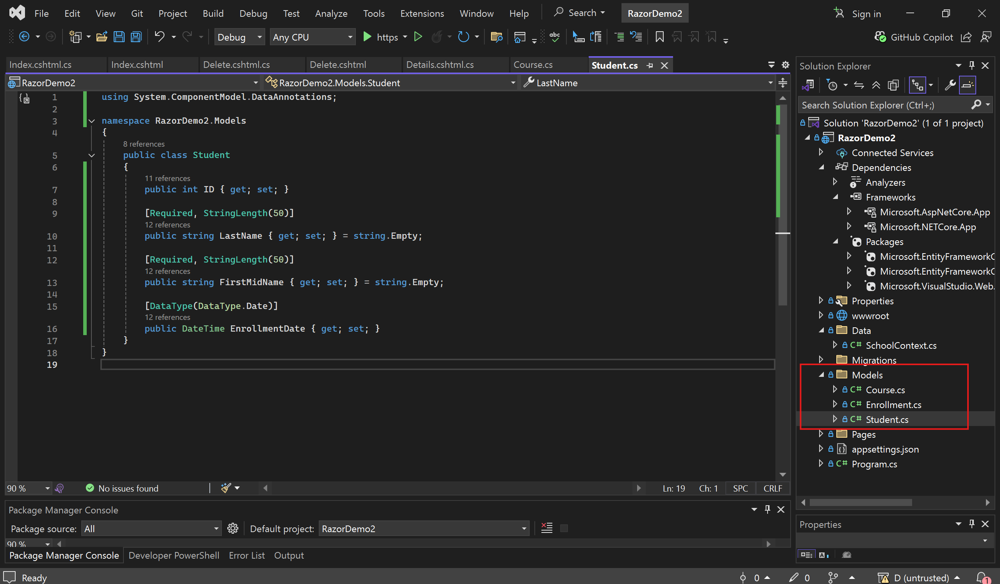 File Edit View Git Project Build Debug Test Analyze Tools Extensions Window Help Search RazorDemo2 Sign in
Debug Any CPU https abc GitHub Copilot
Index.cshtml.cs Index.cshtml Delete.cshtml.cs Delete.cshtml Details.cshtml.cs Course.cs Student.cs
RazorDemo2 RazorDemo2.Models.Student LastName
1 using System.ComponentModel.DataAnnotations;
2
3 namespace RazorDemo2.Models
4 {
8 references
5 public class Student
6 {
11 references
7 public int ID { get; set; }
8
9 [Required, StringLength(50)]
12 references
10 public string LastName { get; set; } = string.Empty;
11
12 [Required, StringLength(50)]
12 references
13 public string FirstMidName { get; set; } = string.Empty;
14
15 [DataType(DataType.Date)]
12 references
16 public DateTime EnrollmentDate { get; set; }
17 }
18 }
19
90 % No issues found Ln: 19 Ch: 1 SPC CRLF
Package Manager Console
Package source: All Default project: RazorDemo2
90 %
Package Manager Console Developer PowerShell Error List Output
Solution Explorer
Search Solution Explorer (Ctrl+;)
Solution 'RazorDemo2' (1 of 1 project)
RazorDemo2
Connected Services
Dependencies
Analyzers
Frameworks
Microsoft.AspNetCore.App
Microsoft.NETCore.App
Packages
Microsoft.EntityFrameworkC
Microsoft.EntityFrameworkC
Microsoft.VisualStudio.Web.
Properties
wwwroot
Data
C# SchoolContext.cs
Migrations
Models
C# Course.cs
C# Enrollment.cs
C# Student.cs
Pages
appsettings.json
C# Program.cs
Properties
Ready 0 0 D (untrusted) 1